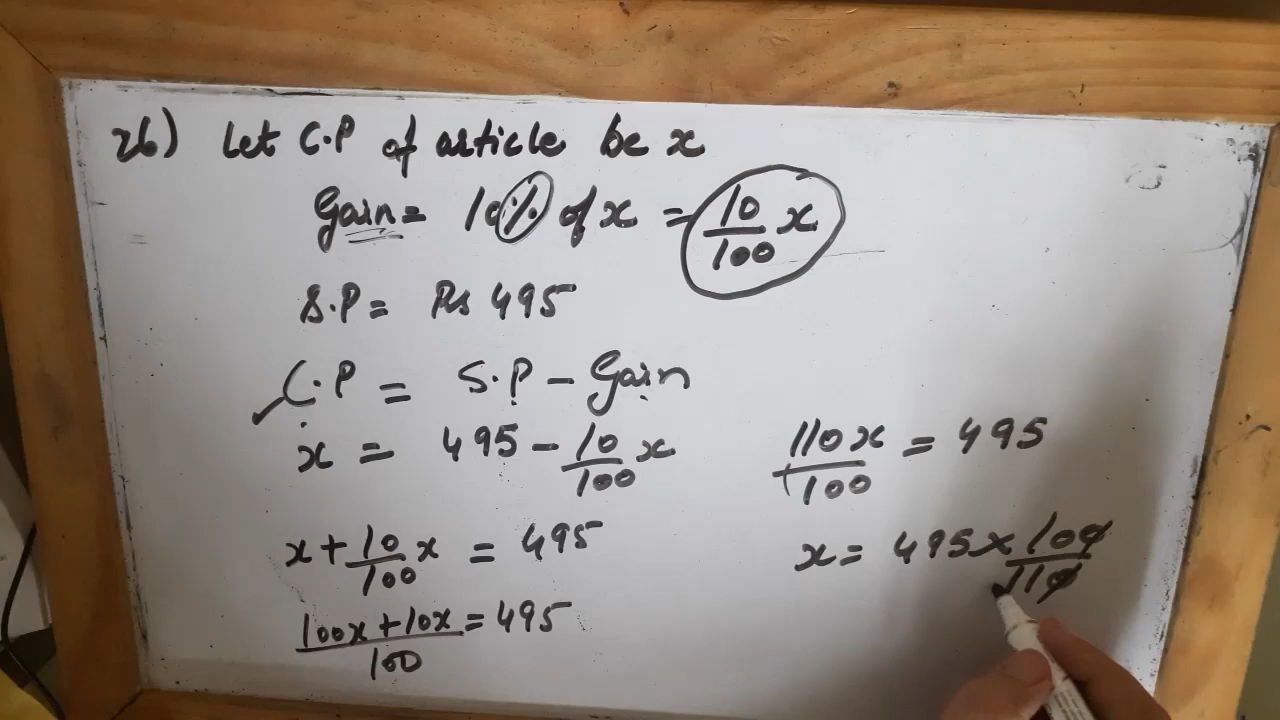 26) Let C.P of article be x
Gain = 10% of x = 10/100 x
S.P = Rs 495
C.P = S.P - Gain
x = 495 - 10/100 x
x + 10/100 x = 495
100x + 10x / 100 = 495
110x / 100 = 495
x = 495 × 100/110